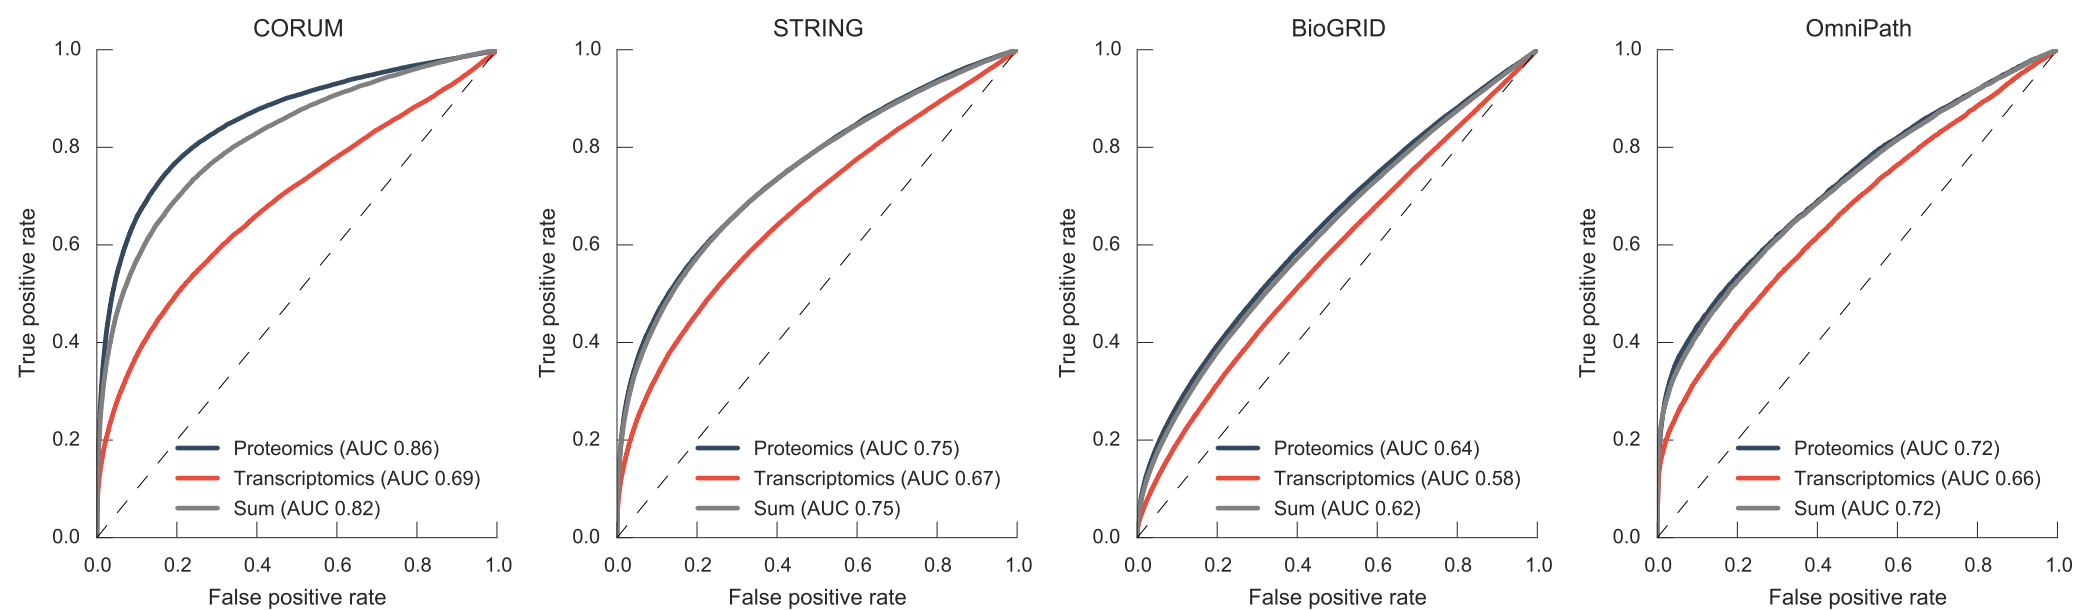 CORUM
True positive rate
1.0
0.8
0.6
0.4
0.2
0.0
Proteomics (AUC 0.86)
Transcriptomics (AUC 0.69)
Sum (AUC 0.82)
0.0 0.2 0.4 0.6 0.8 1.0
False positive rate
STRING
True positive rate
1.0
0.8
0.6
0.4
0.2
0.0
Proteomics (AUC 0.75)
Transcriptomics (AUC 0.67)
Sum (AUC 0.75)
0.0 0.2 0.4 0.6 0.8 1.0
False positive rate
BioGRID
True positive rate
1.0
0.8
0.6
0.4
0.2
0.0
Proteomics (AUC 0.64)
Transcriptomics (AUC 0.58)
Sum (AUC 0.62)
0.0 0.2 0.4 0.6 0.8 1.0
False positive rate
OmniPath
True positive rate
1.0
0.8
0.6
0.4
0.2
0.0
Proteomics (AUC 0.72)
Transcriptomics (AUC 0.66)
Sum (AUC 0.72)
0.0 0.2 0.4 0.6 0.8 1.0
False positive rate